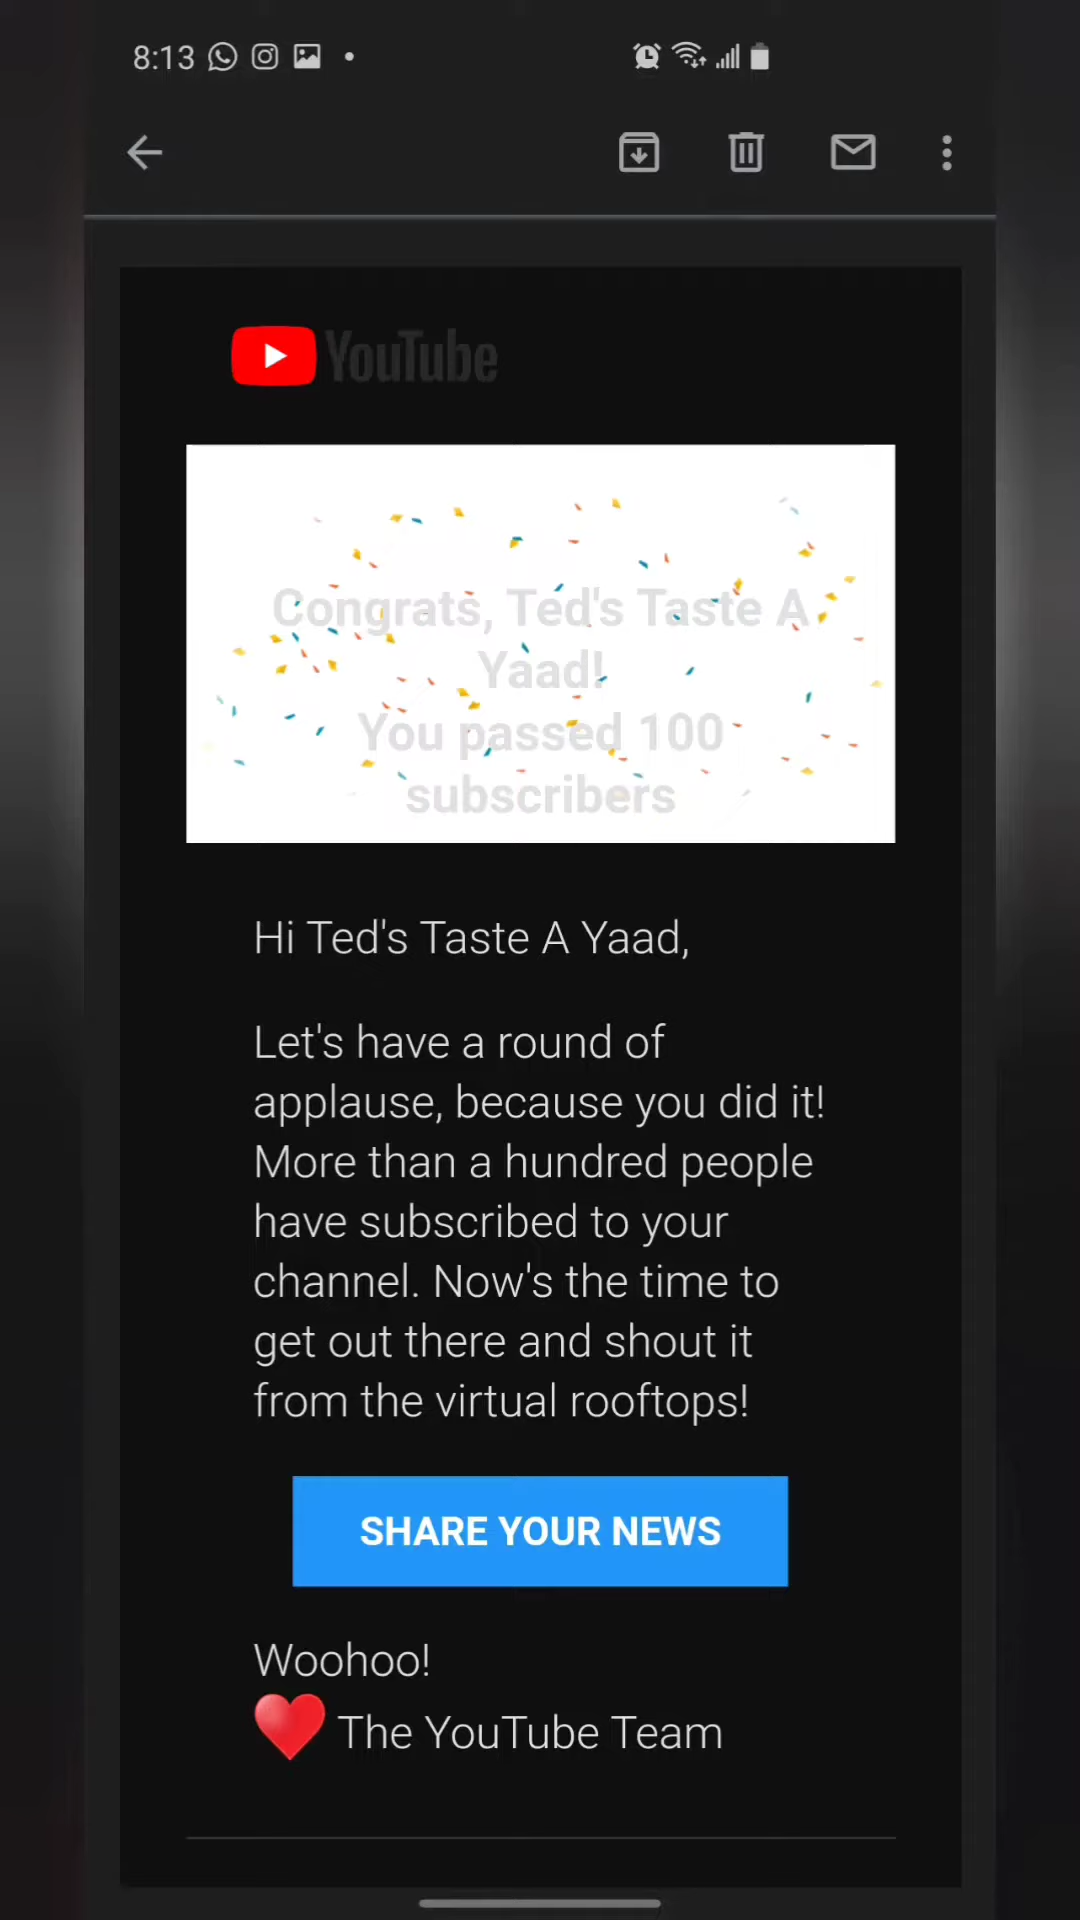 8:13
YouTube
Congrats, Ted's Taste A
Yaad!
You passed 100
subscribers
Hi Ted's Taste A Yaad,
Let's have a round of
applause, because you did it!
More than a hundred people
have subscribed to your
channel. Now's the time to
get out there and shout it
from the virtual rooftops!
SHARE YOUR NEWS
Woohoo!
The YouTube Team